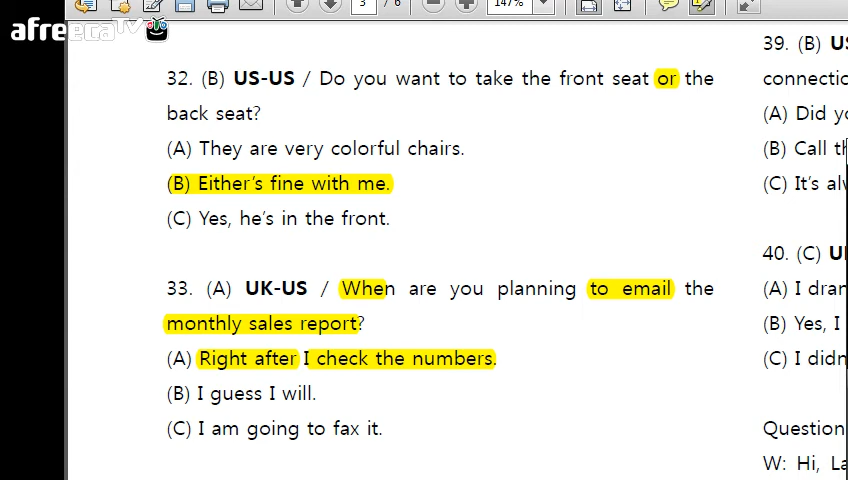 afreecaTV
3 / 6
147%
32. (B) US-US / Do you want to take the front seat or the
back seat?
(A) They are very colorful chairs.
(B) Either's fine with me.
(C) Yes, he's in the front.
33. (A) UK-US / When are you planning to email the
monthly sales report?
(A) Right after I check the numbers.
(B) I guess I will.
(C) I am going to fax it.
39. (B)
(A) Did
(B) Call
(C) It's
40. (C)
(A) I
(B) Yes, I
(C) I
Question
W: Hi,